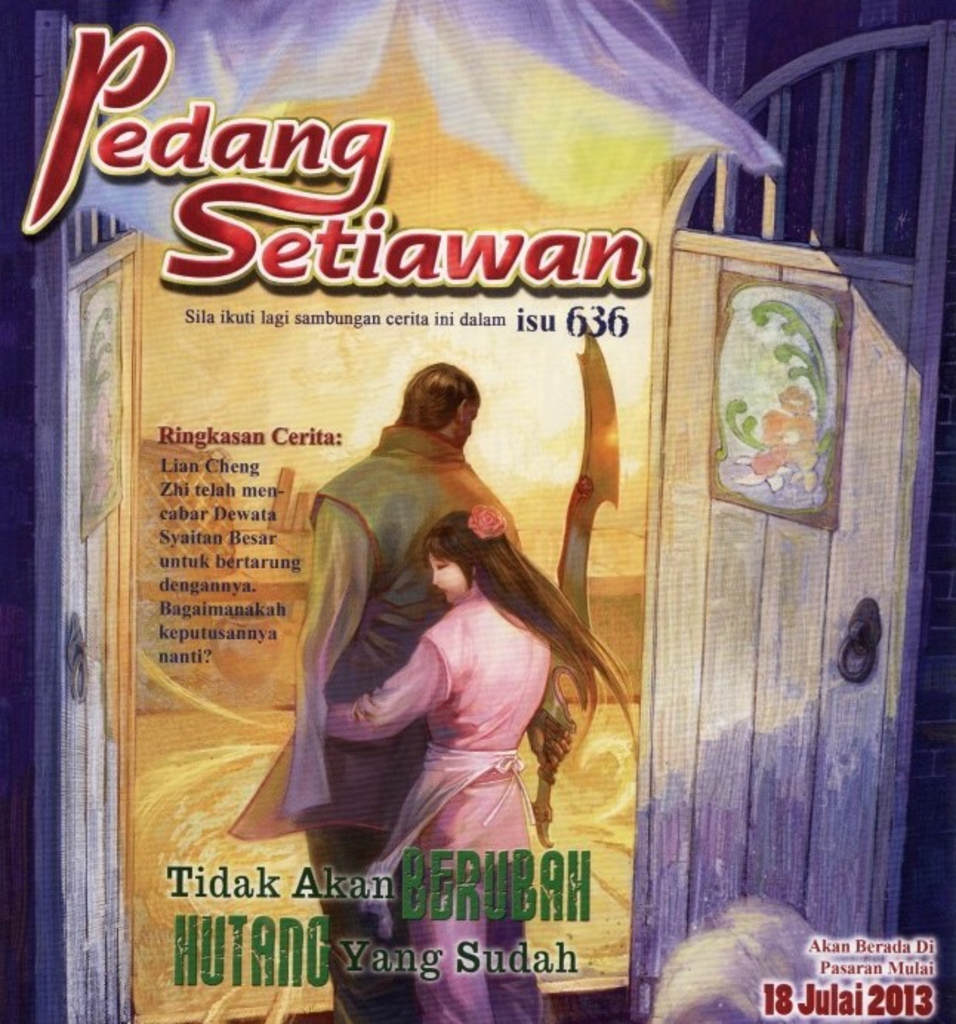 Pedang
Setiawan
Sila ikuti lagi sambungan cerita ini dalam isu 636
Ringkasan Cerita:
Lian Cheng
Zhi telah men-
cabar Dewata
Syaitan Besar
untuk bertarung
dengannya.
Bagaimanakah
keputusannya
nanti?
Tidak Akan BERUBAH
HUTANG Yang Sudah
Akan Berada Di
Pasaran Mulai
18 Julai 2013